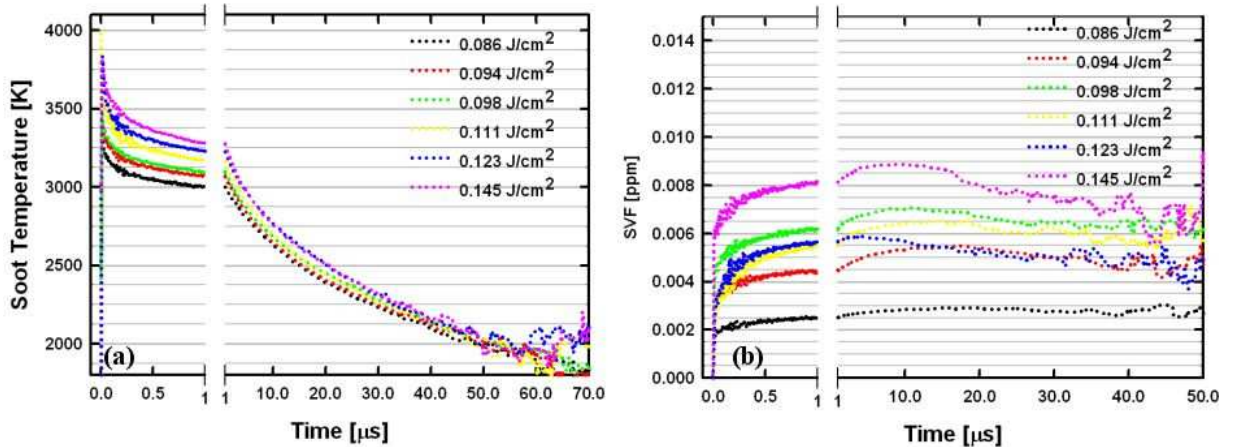 Soot Temperature [K]
4000
3500
3000
2500
2000
0.086 J/cm²
0.094 J/cm²
0.098 J/cm²
0.111 J/cm²
0.123 J/cm²
0.145 J/cm²
(a)
0.0 0.5 1 1 10.0 20.0 30.0 40.0 50.0 60.0 70.0
Time [μs]
SVF [ppm]
0.014
0.012
0.010
0.008
0.006
0.004
0.002
0.000
0.086 J/cm²
0.094 J/cm²
0.098 J/cm²
0.111 J/cm²
0.123 J/cm²
0.145 J/cm²
(b)
0.0 0.5 1 1 10.0 20.0 30.0 40.0 50.0
Time [μs]